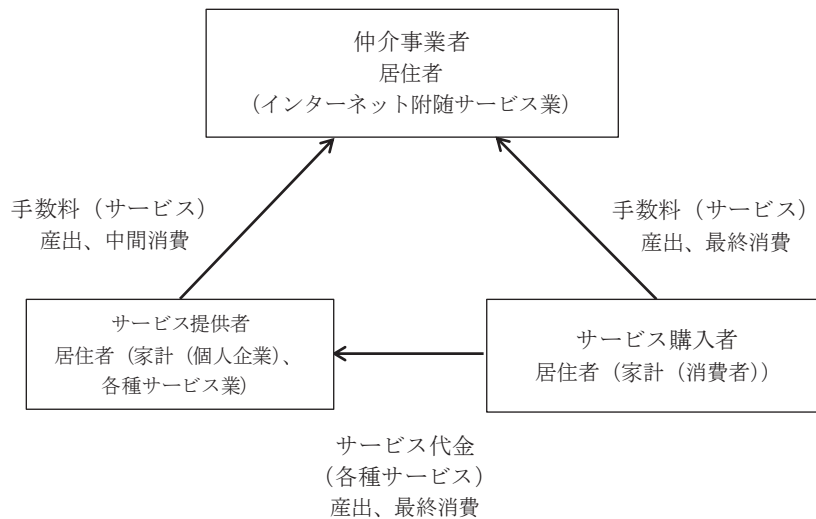 仲介事業者
居住者
(インターネット附随サービス業)
手数料(サービス)
産出、中間消費
手数料(サービス)
産出、最終消費
サービス提供者
居住者(家計(個人企業)、
各種サービス業)
サービス購入者
居住者(家計(消費者))
サービス代金
(各種サービス)
産出、最終消費